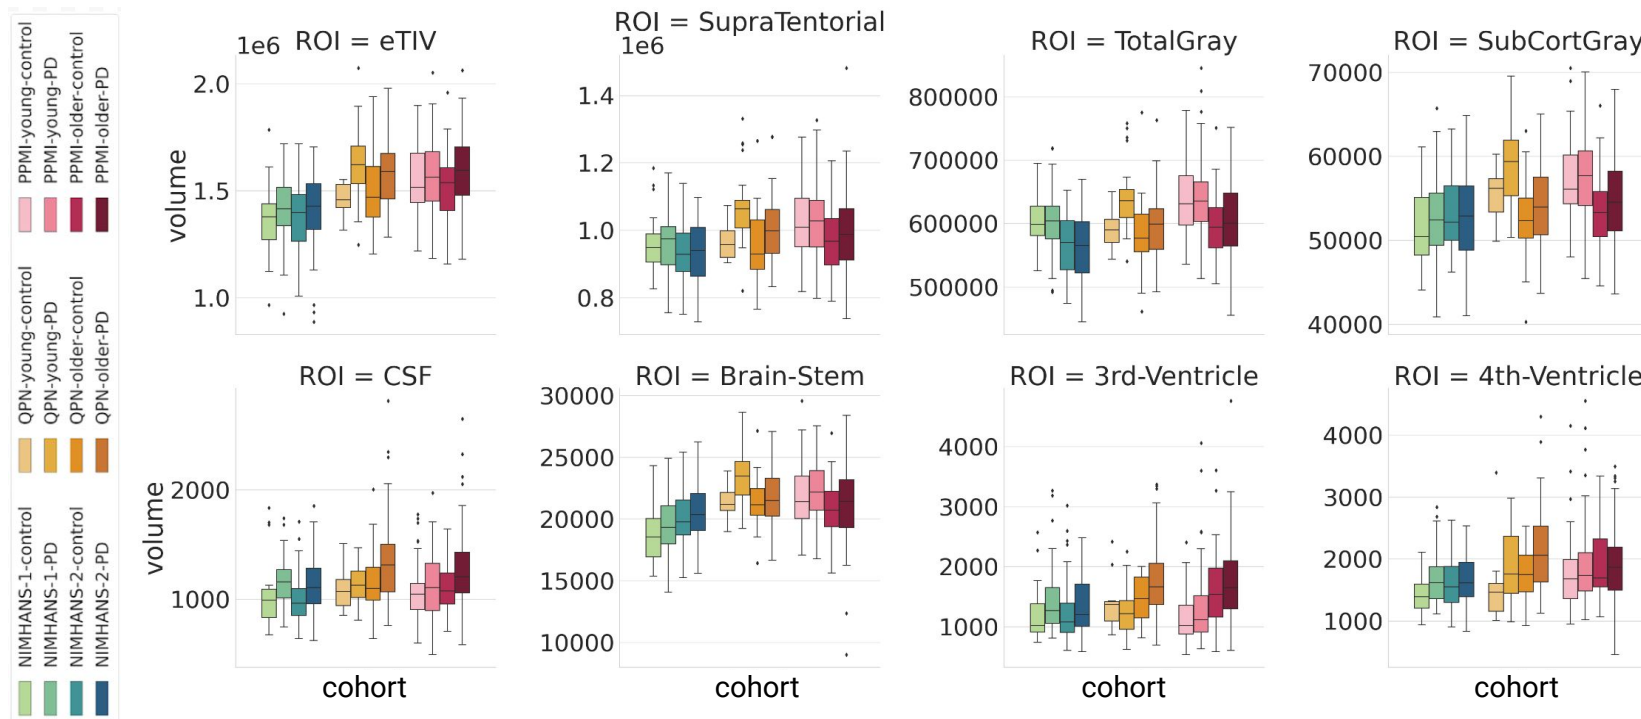 PPMI-young-control
PPMI-young-PD
PPMI-older-control
PPMI-older-PD
QPN-young-control
QPN-young-PD
QPN-older-control
QPN-older-PD
NIMHANS-1-control
NIMHANS-1-PD
NIMHANS-2-control
NIMHANS-2-PD
ROI = eTIV
1e6
volume
2.0
1.5
1.0
ROI = SupraTentorial
1e6
1.4
1.2
1.0
0.8
ROI = TotalGray
800000
700000
600000
500000
ROI = SubCortGray
70000
60000
50000
40000
ROI = CSF
volume
2000
1000
cohort
ROI = Brain-Stem
30000
25000
20000
15000
10000
cohort
ROI = 3rd-Ventricle
4000
3000
2000
1000
cohort
ROI = 4th-Ventricle
4000
3000
2000
1000
cohort